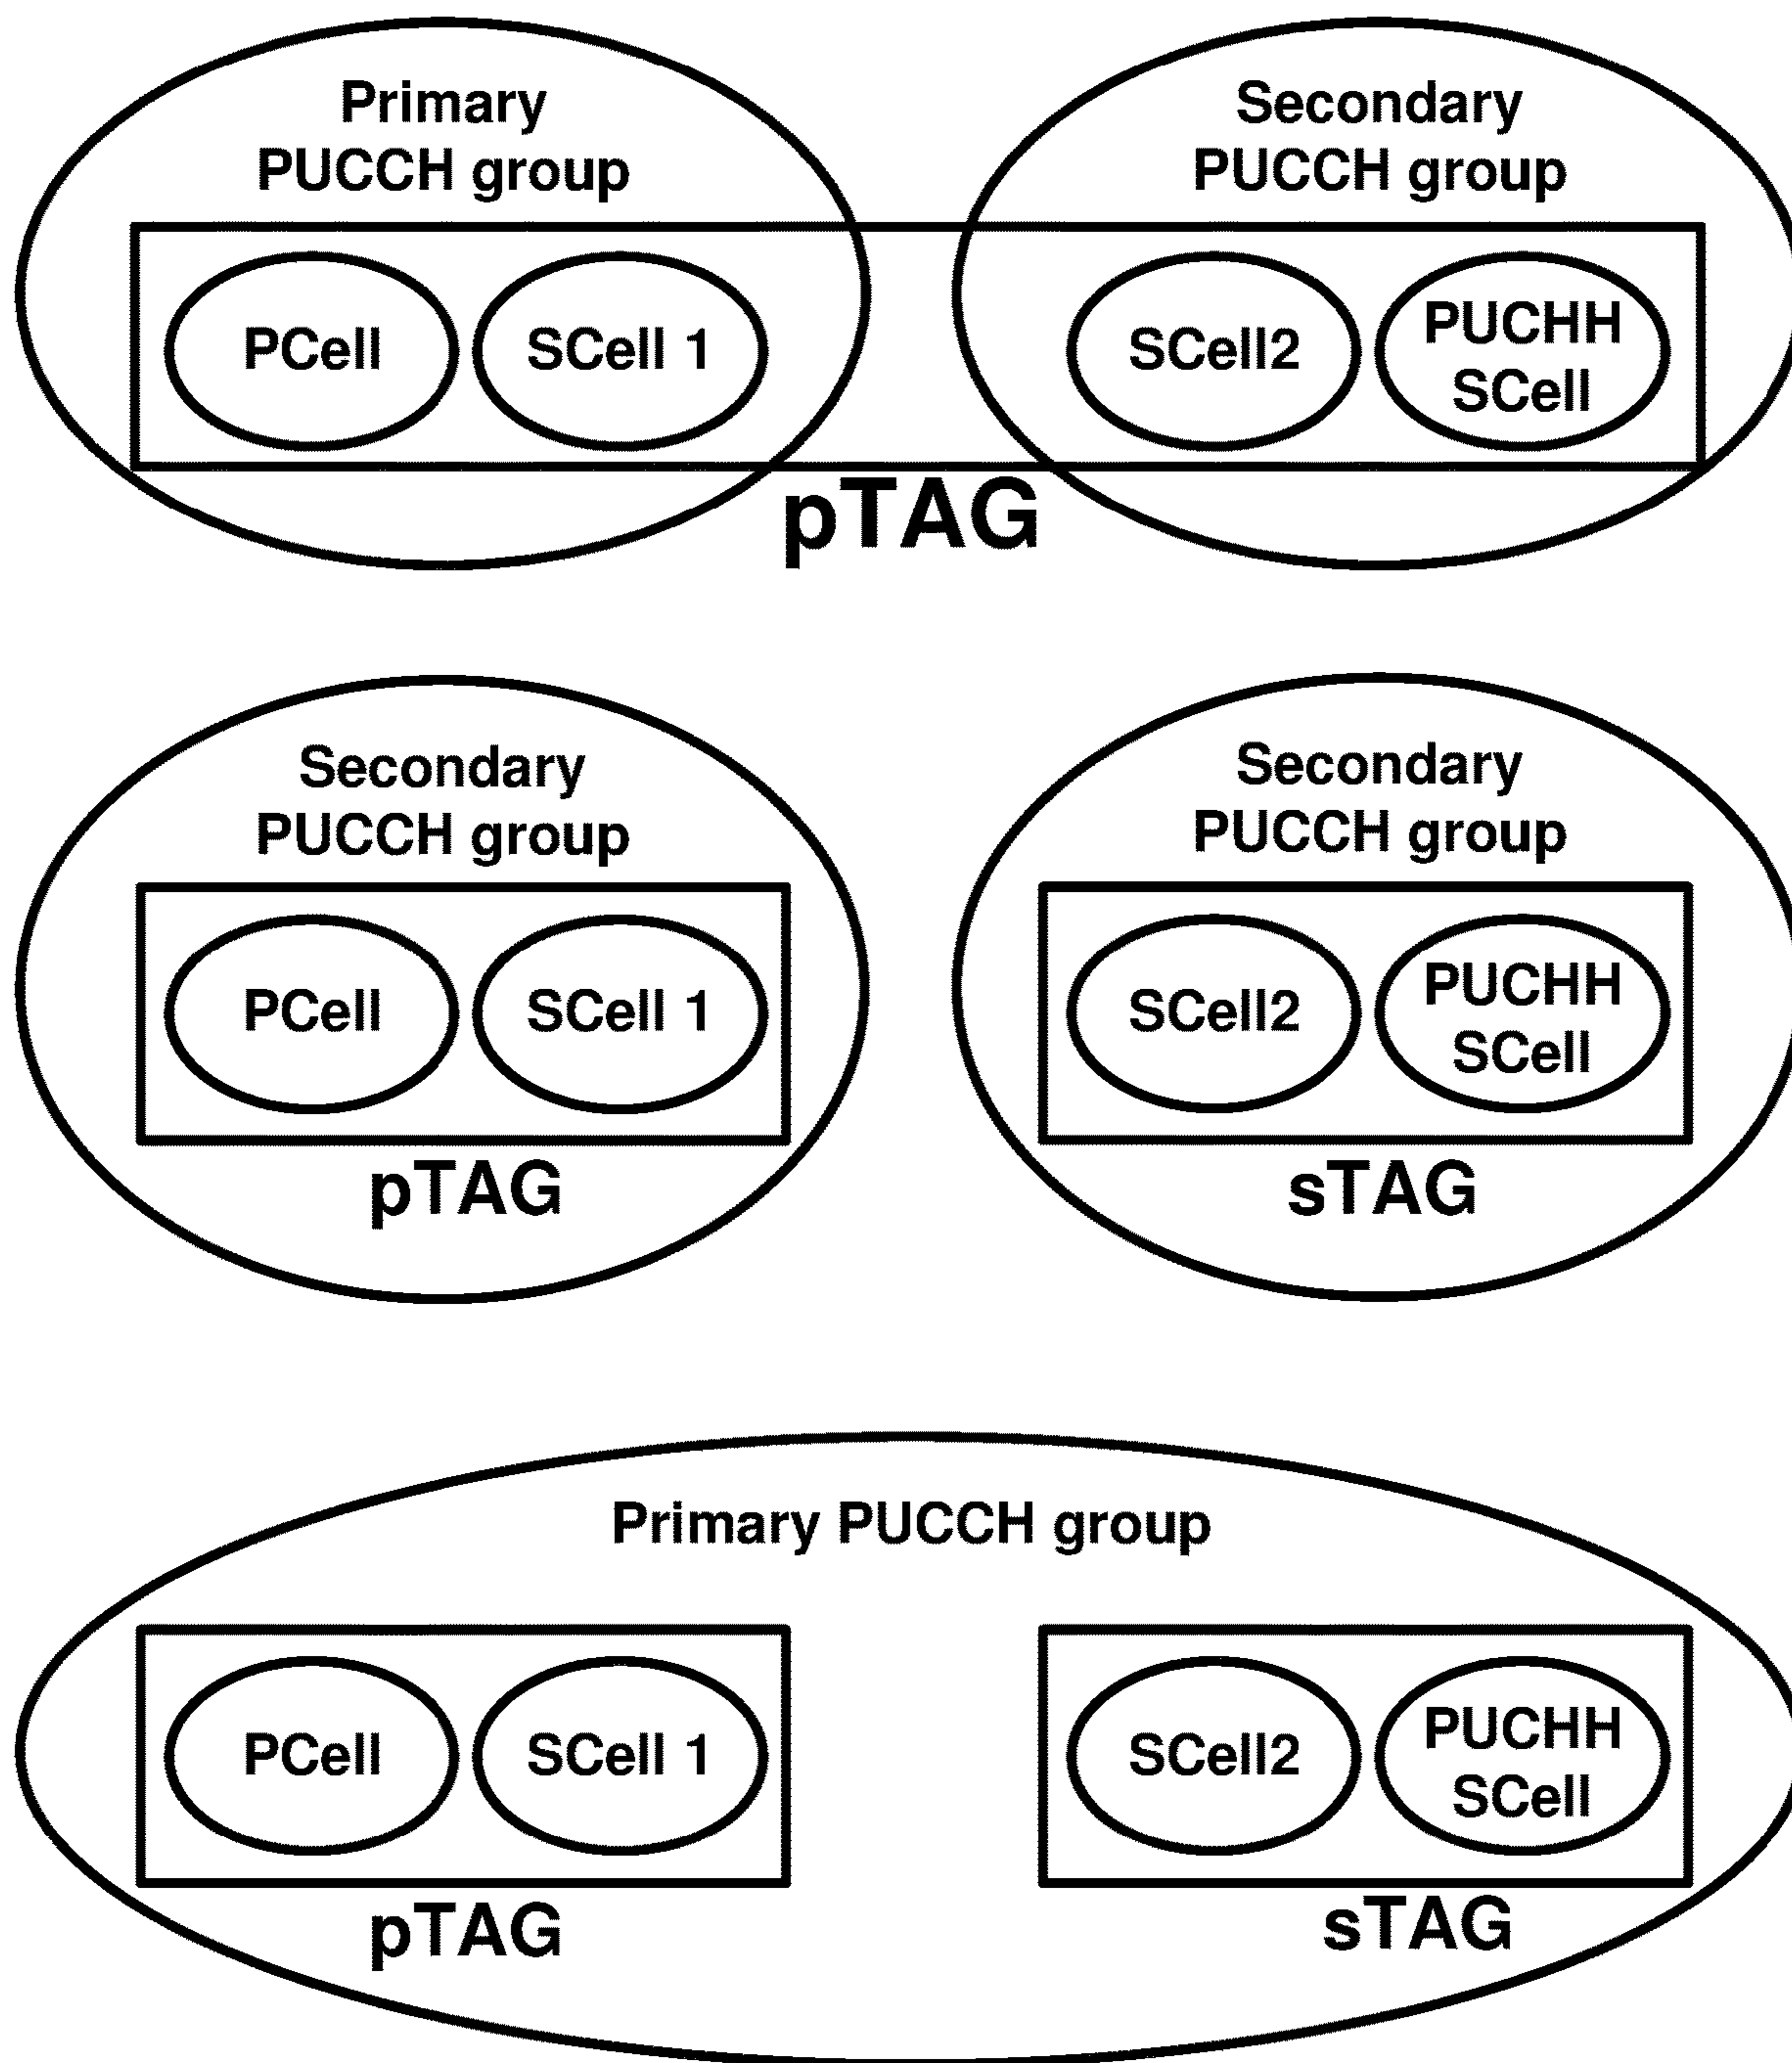 Primary
PUCCH group
Secondary
PUCCH group
PCell
SCell 1
SCell2
PUCHH
SCell
pTAG
Secondary
PUCCH group
Secondary
PUCCH group
PCell
SCell 1
SCell2
PUCHH
SCell
pTAG
sTAG
Primary PUCCH group
PCell
SCell 1
SCell2
PUCHH
SCell
pTAG
sTAG